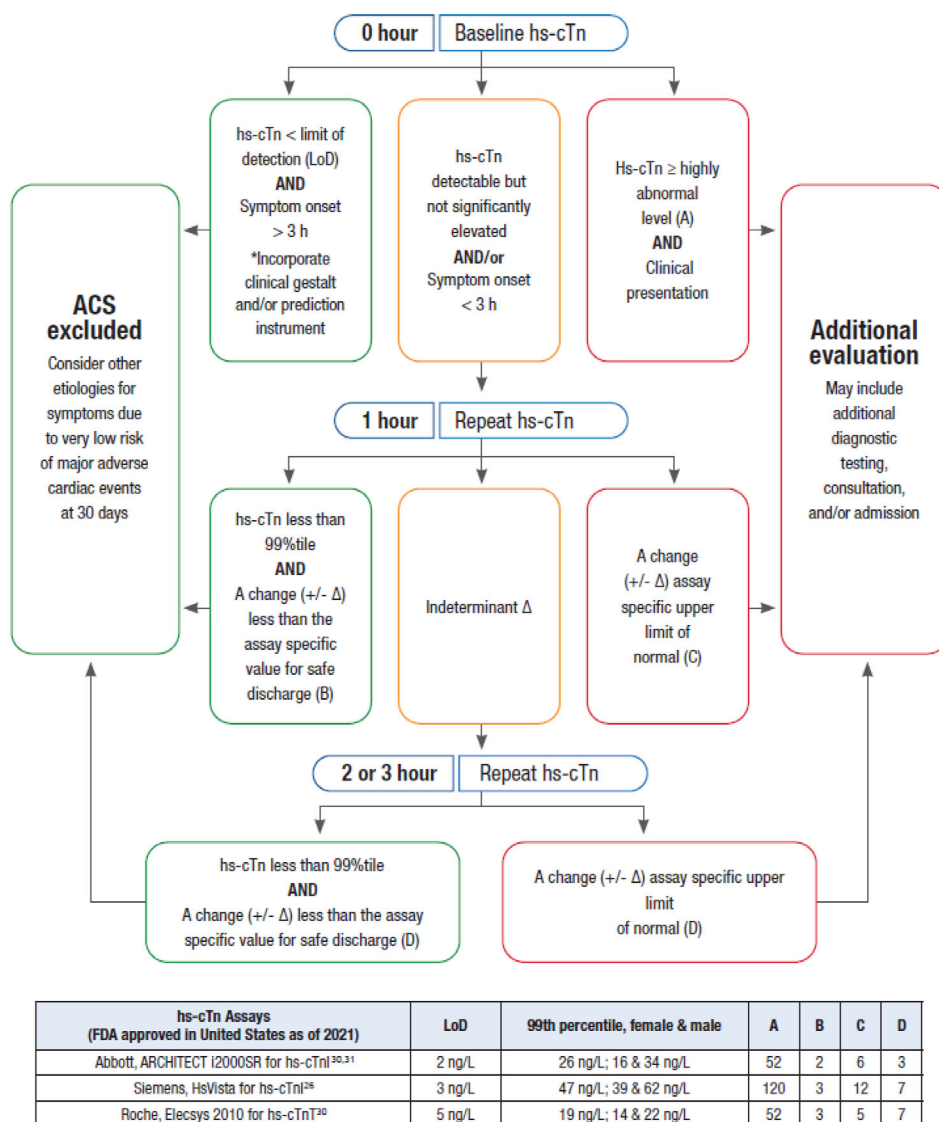 0 hour Baseline hs-cTn
hs-cTn < limit of
detection (LoD)
AND
Symptom onset
> 3 h
*Incorporate
clinical gestalt
and/or prediction
instrument
hs-cTn
detectable but
not significantly
elevated
AND/or
Symptom onset
< 3 h
Hs-cTn ≥ highly
abnormal
level (A)
AND
Clinical
presentation
ACS
excluded
Consider other
etiologies for
symptoms due
to very low risk
of major adverse
cardiac events
at 30 days
Additional
evaluation
May include
additional
diagnostic
testing,
consultation,
and/or admission
1 hour Repeat hs-cTn
hs-cTn less than
99%tile
AND
A change (+/- Δ)
less than the
assay specific
value for safe
discharge (B)
Indeterminant Δ
A change
(+/- Δ) assay
specific upper
limit of
normal (C)
2 or 3 hour Repeat hs-cTn
hs-cTn less than 99%tile
AND
A change (+/- Δ) less than the assay
specific value for safe discharge (D)
A change (+/- Δ) assay specific upper
limit
of normal (D)
hs-cTn Assays
(FDA approved in United States as of 2021) LoD 99th percentile, female & male A B C D
Abbott, ARCHITECT i2000SR for hs-cTnI³⁰,³¹ 2 ng/L 26 ng/L; 16 & 34 ng/L 52 2 6 3
Siemens, HsVista for hs-cTnI²⁶ 3 ng/L 47 ng/L; 39 & 62 ng/L 120 3 12 7
Roche, Elecsys 2010 for hs-cTnT³⁰ 5 ng/L 19 ng/L; 14 & 22 ng/L 52 3 5 7